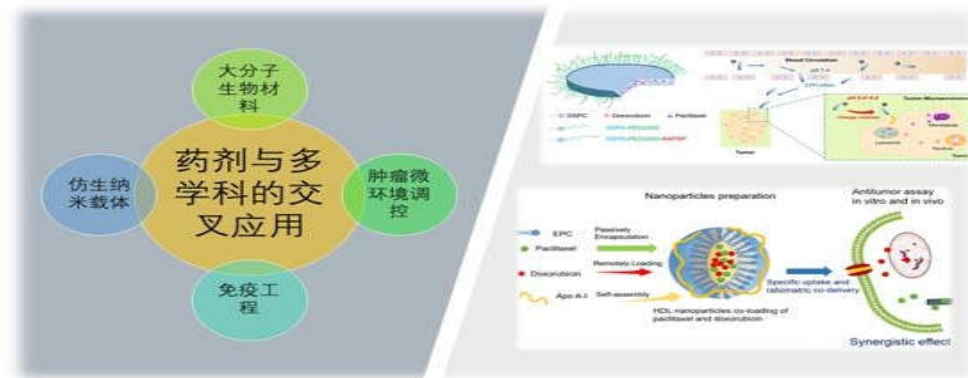 大分子
生物材
料
药剂与多
学科的交
叉应用
仿生纳
米载体
肿瘤微
环境调
控
免疫工
程
Blood Circulation
pH 7.4
DSPC
Doxorubicin
Paclitaxel
Tumor
Nanoparticles preparation
EPC
Passively
Encapsulation
Paclitaxel
Remotely Loading
Doxorubicin
Apo A-I
Self-assembly
HDL nanoparticles co-loading of
paclitaxel and doxorubicin
Specific uptake and
ratiometric co-delivery
Antitumor assay
in vitro and in vivo
Synergistic effect